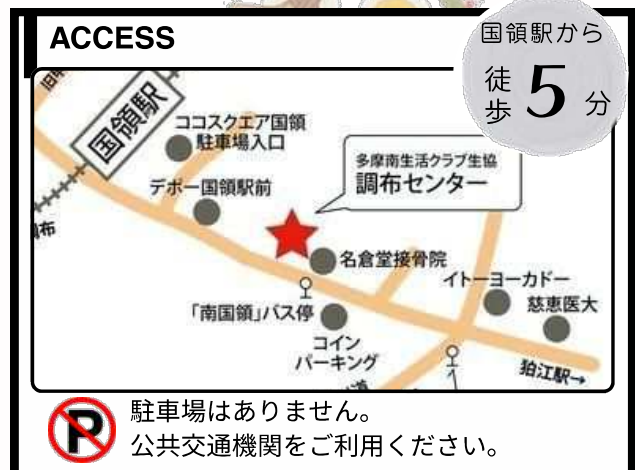 ACCESS
国領駅から
徒歩 5 分
国領駅
ココスクエア国領
駐車場入口
多摩南生活クラブ生協
調布センター
デポー国領駅前
名倉堂接骨院
イトーヨーカドー
慈恵医大
「南国領」バス停
コイン
パーキング
狛江駅→
P
駐車場はありません。
公共交通機関をご利用ください。